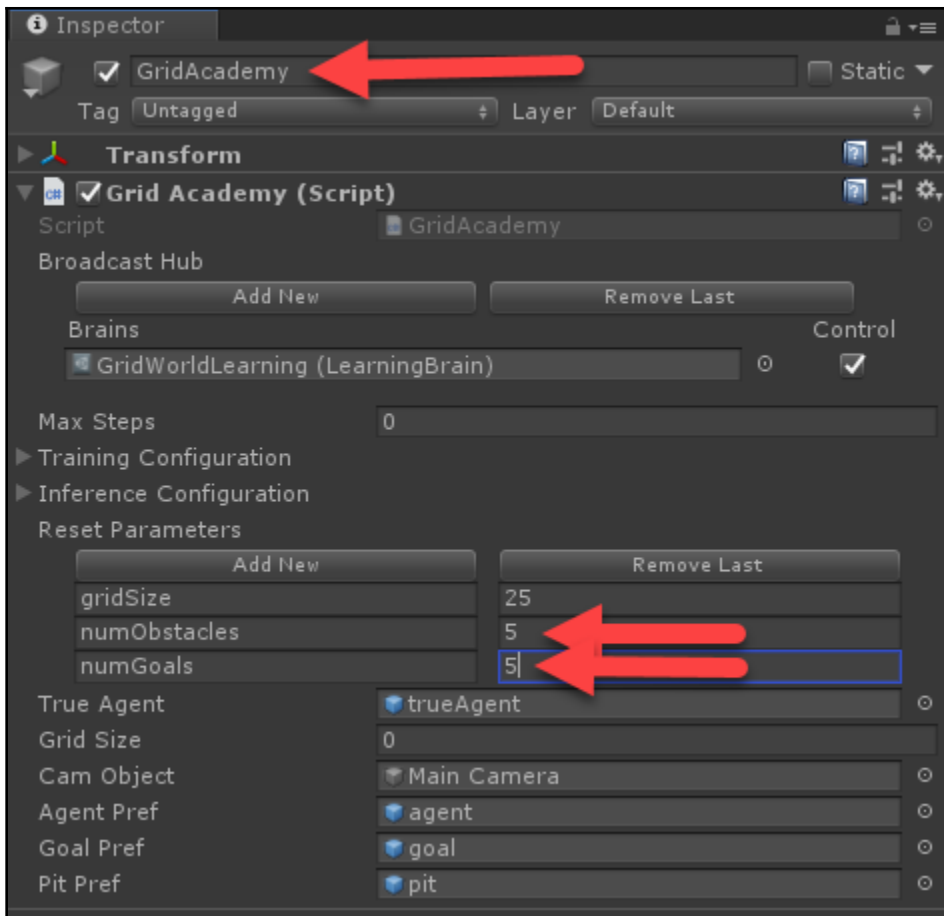 Inspector
GridAcademy Static
Tag Untagged Layer Default
Transform
Grid Academy (Script)
Script GridAcademy
Broadcast Hub
Add New Remove Last
Brains Control
GridWorldLearning (LearningBrain)
Max Steps 0
Training Configuration
Inference Configuration
Reset Parameters
Add New Remove Last
gridSize 25
numObstacles 5
numGoals 5
True Agent trueAgent
Grid Size 0
Cam Object Main Camera
Agent Pref agent
Goal Pref goal
Pit Pref pit